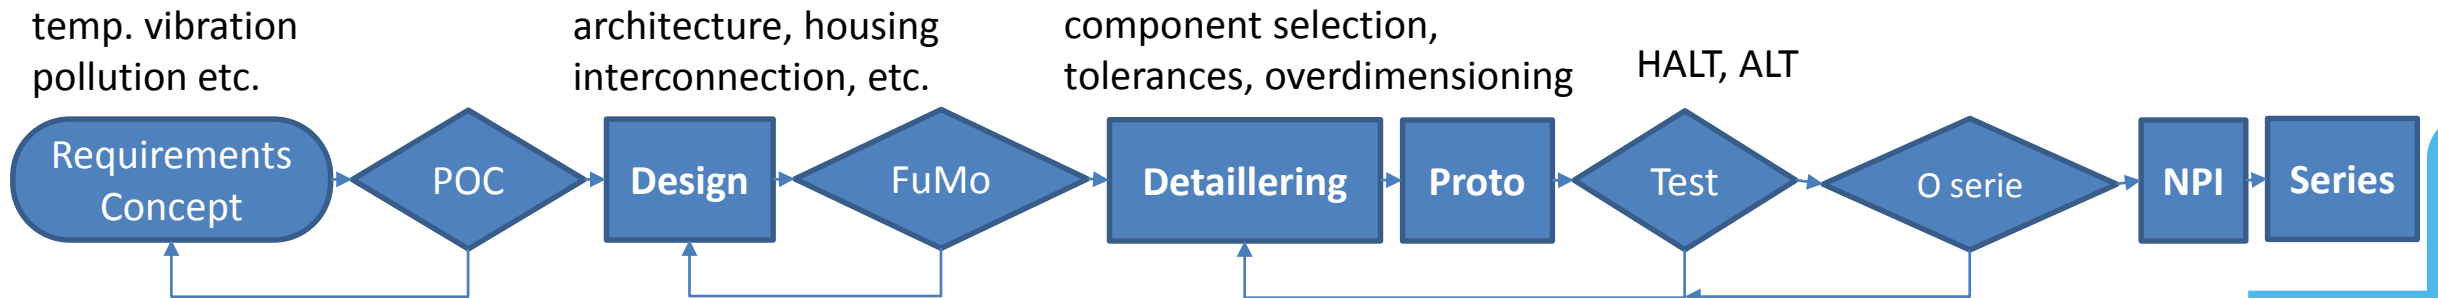 temp. vibration
pollution etc.
architecture, housing
interconnection, etc.
component selection,
tolerances, overdimensioning
HALT, ALT
Requirements
Concept
POC
Design
FuMo
Detaillering
Proto
Test
O serie
NPI
Series